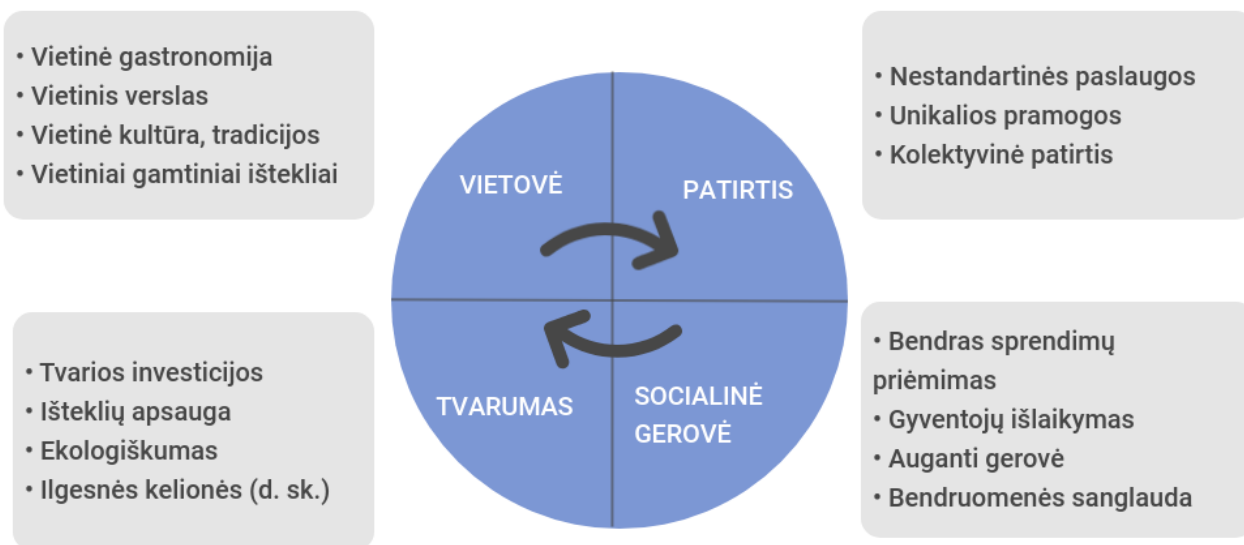 • Vietinė gastronomija
• Vietinis verslas
• Vietinė kultūra, tradicijos
• Vietiniai gamtiniai ištekliai
• Nestandartinės paslaugos
• Unikalios pramogos
• Kolektyvinė patirtis
VIETOVĖ
PATIRTIS
TVARUMAS
SOCIALINĖ
GEROVĖ
• Tvarios investicijos
• Išteklių apsauga
• Ekologiškumas
• Ilgesnės kelionės (d. sk.)
• Bendras sprendimų
priėmimas
• Gyventojų išlaikymas
• Auganti gerovė
• Bendruomenės sanglauda